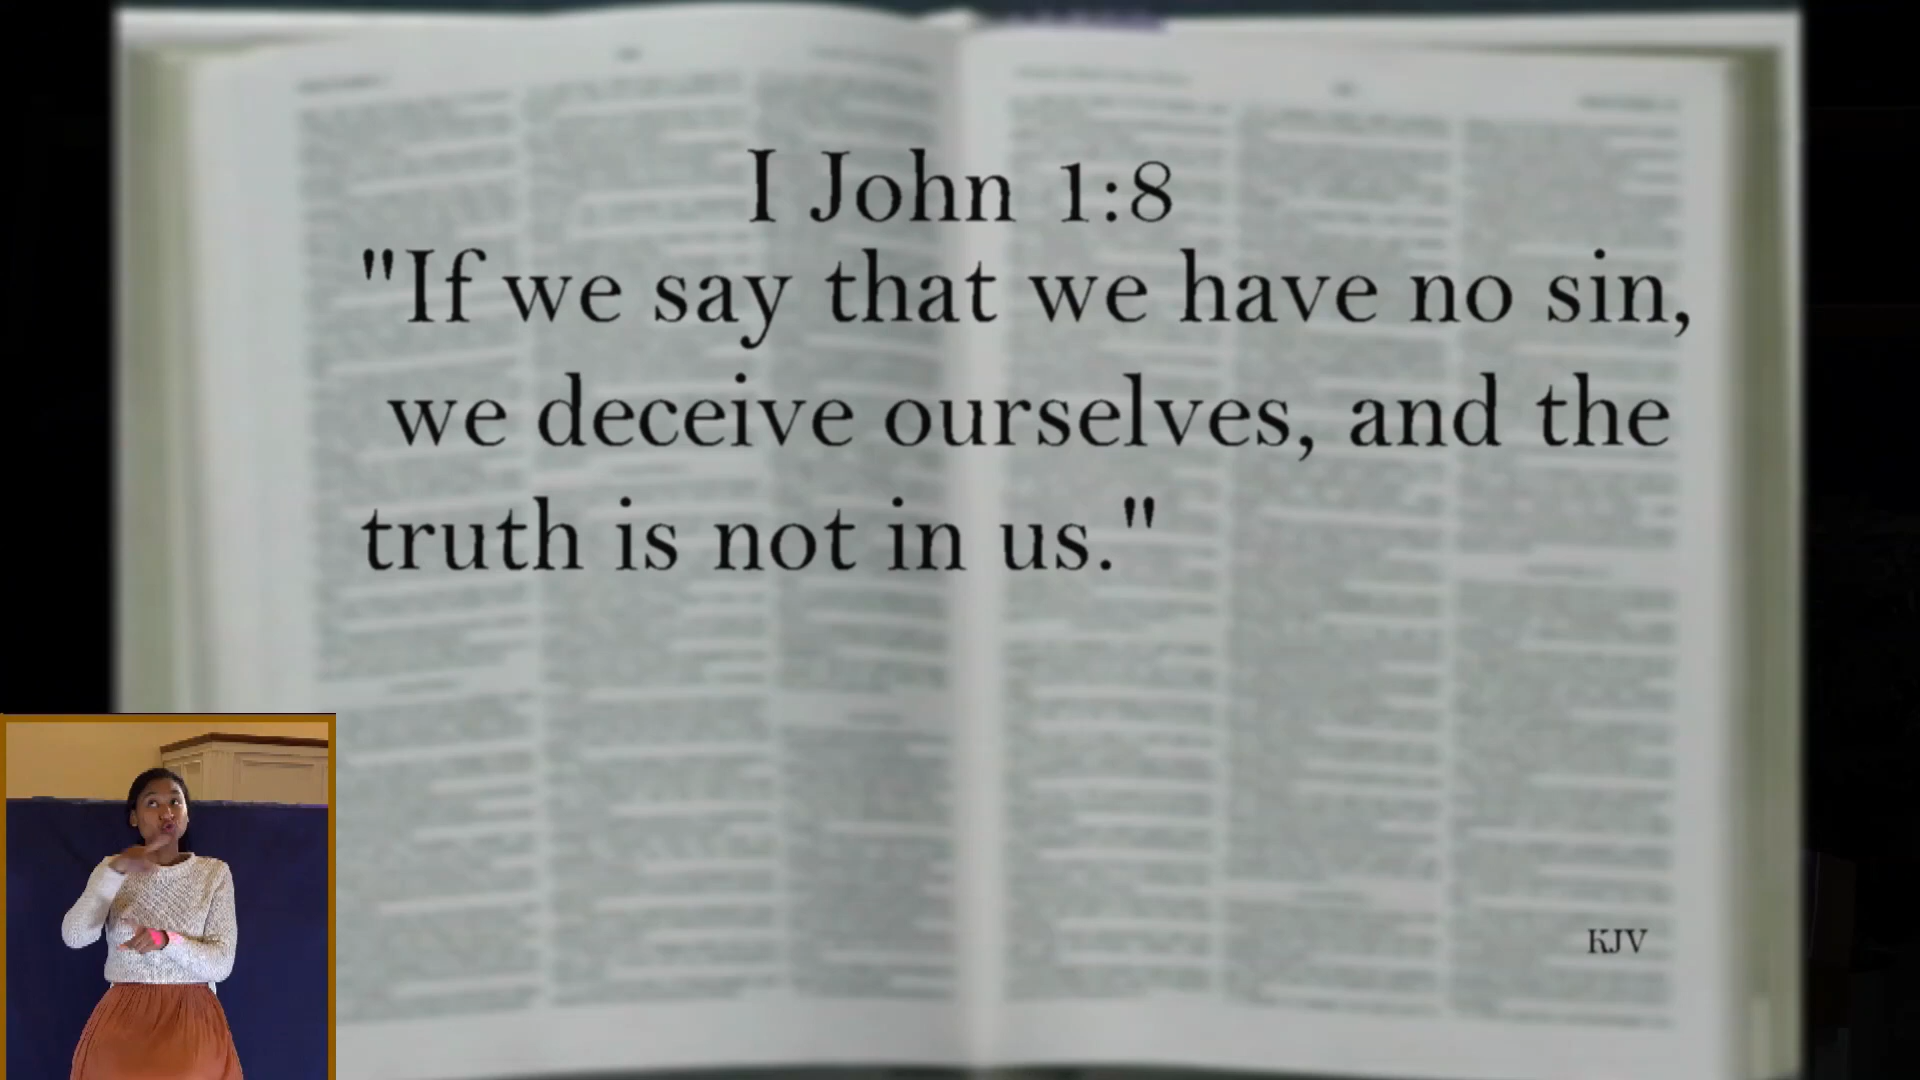 I John 1:8
"If we say that we have no sin,
we deceive ourselves, and the
truth is not in us."
KJV